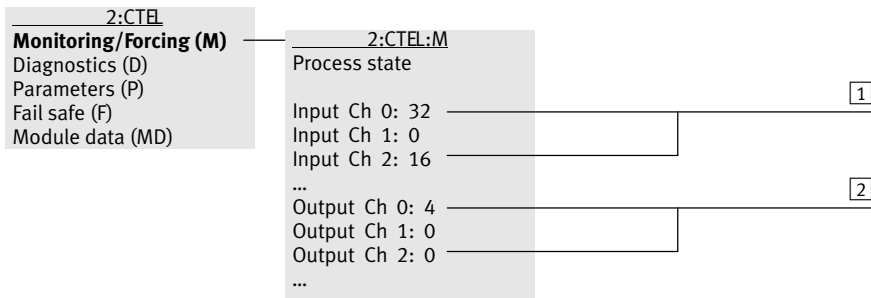 2:CTEL
Monitoring/Forcing (M)
Diagnostics (D)
Parameters (P)
Fail safe (F)
Module data (MD)
2:CTEL:M
Process state
Input Ch 0: 32
Input Ch 1: 0
Input Ch 2: 16
...
Output Ch 0: 4
Output Ch 1: 0
Output Ch 2: 0
...
1
2